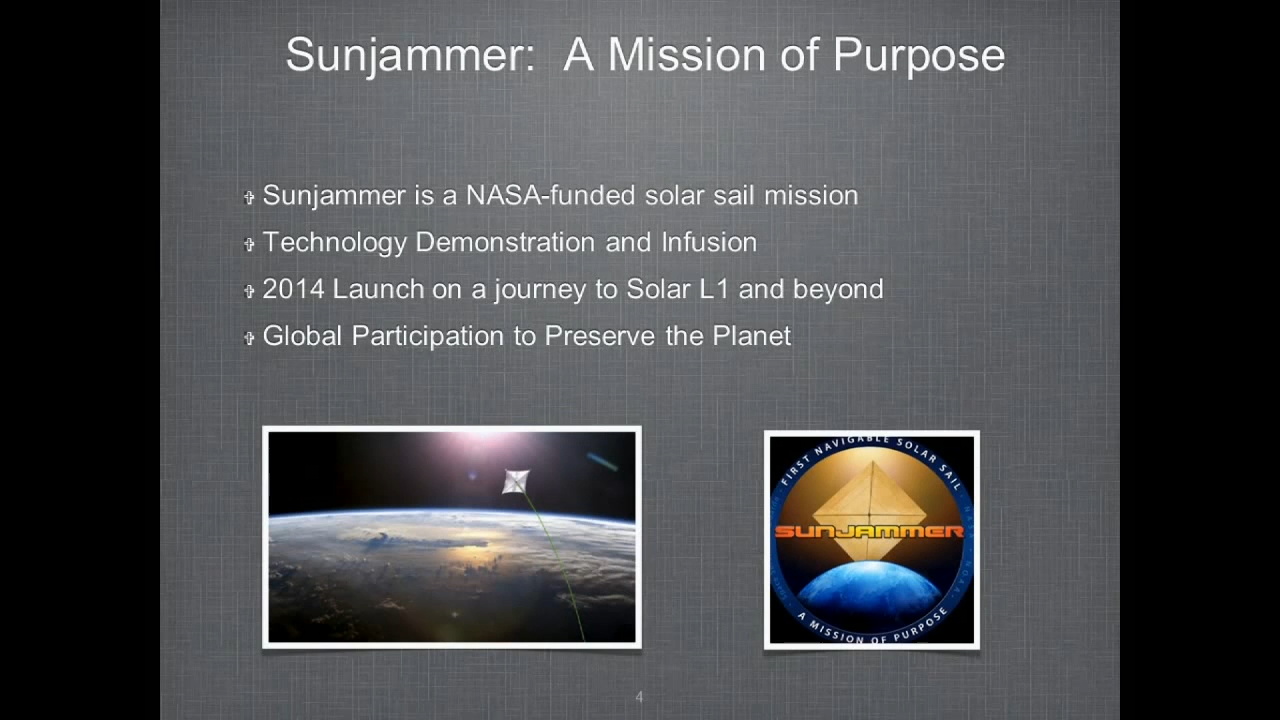 Sunjammer: A Mission of Purpose
Sunjammer is a NASA-funded solar sail mission
Technology Demonstration and Infusion
2014 Launch on a journey to Solar L1 and beyond
Global Participation to Preserve the Planet
FIRST NAVIGABLE SOLAR SAIL
SUNJAMMER
A MISSION OF PURPOSE
4